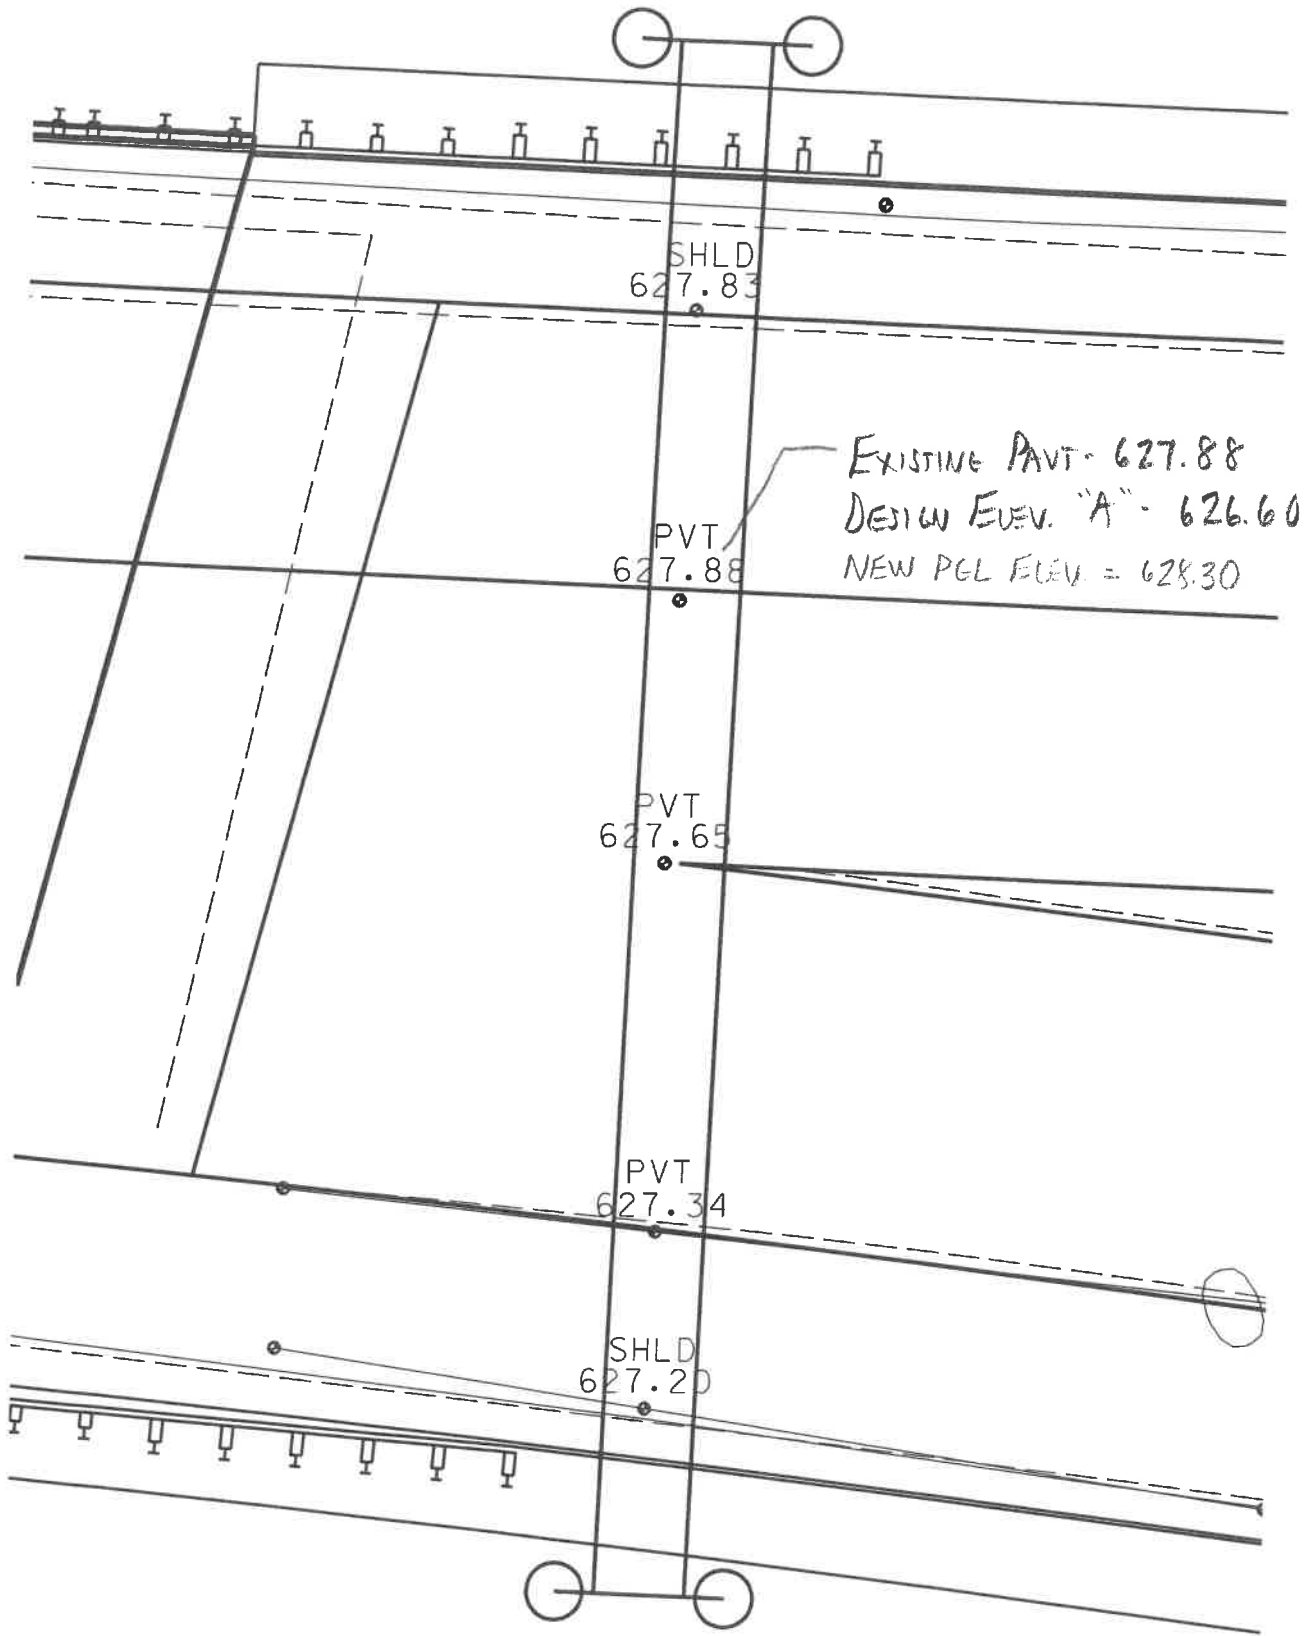 SHLD
627.83
EXISTING PAVT- 627.88
DESIGN ELEV. "A" - 626.60
NEW PGL ELEV. = 628.30
PVT
627.88
PVT
627.65
PVT
627.34
SHLD
627.20